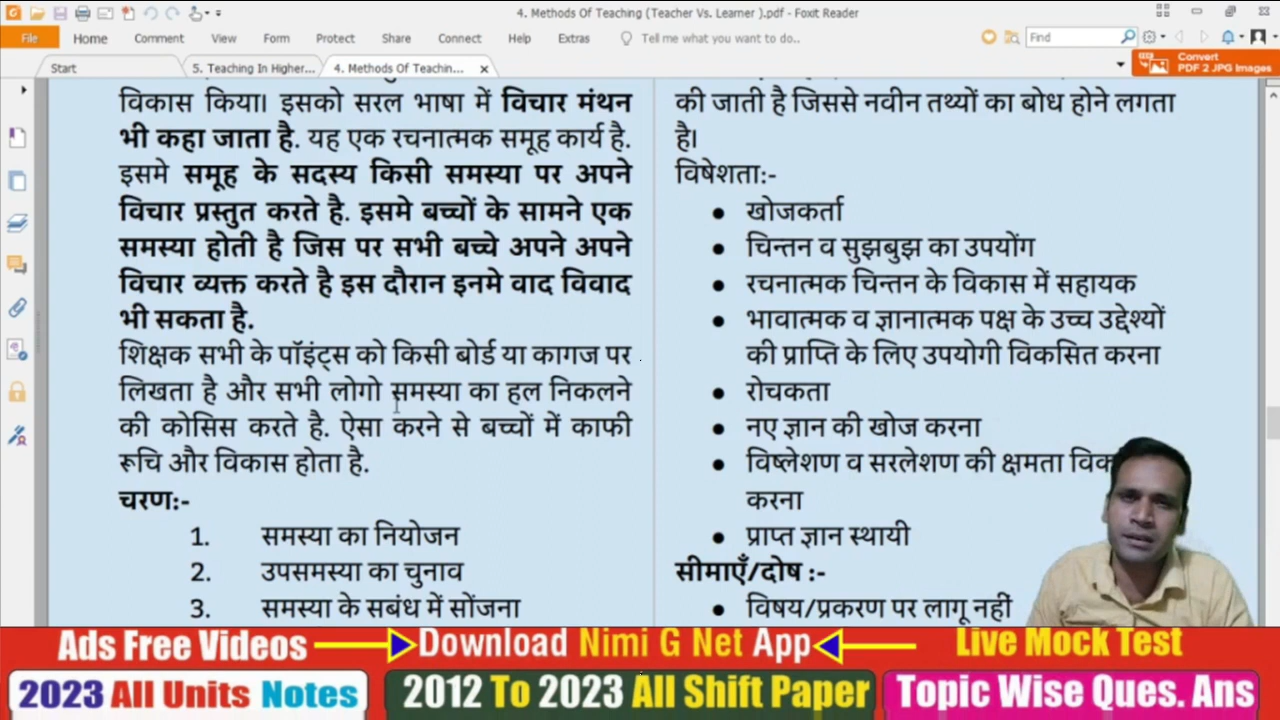 4. Methods Of Teaching (Teacher Vs. Learner ).pdf - Foxit Reader
File Home Comment View Form Protect Share Connect Help Extras Tell me what you want to do.. Find
Start 5. Teaching In Higher... 4. Methods Of Teachin...
Convert
PDF 2 JPG Images
विकास किया। इसको सरल भाषा में विचार मंथन
भी कहा जाता है. यह एक रचनात्मक समूह कार्य है.
इसमे समूह के सदस्य किसी समस्या पर अपने
विचार प्रस्तुत करते है. इसमे बच्चों के सामने एक
समस्या होती है जिस पर सभी बच्चे अपने अपने
विचार व्यक्त करते है इस दौरान इनमे वाद विवाद
भी सकता है.
शिक्षक सभी के पॉइंट्स को किसी बोर्ड या कागज पर
लिखता है और सभी लोगो समस्या का हल निकलने
की कोसिस करते है. ऐसा करने से बच्चों में काफी
रूचि और विकास होता है.
चरण:-
1. समस्या का नियोजन
2. उपसमस्या का चुनाव
3. समस्या के सबंध में सोंजना
की जाती है जिससे नवीन तथ्यों का बोध होने लगता
है।
विषेशता:-
• खोजकर्ता
• चिन्तन व सुझबुझ का उपयोंग
• रचनात्मक चिन्तन के विकास में सहायक
• भावात्मक व ज्ञानात्मक पक्ष के उच्च उद्देश्यों
की प्राप्ति के लिए उपयोगी विकसित करना
• रोचकता
• नए ज्ञान की खोज करना
• विष्लेशण व सरलेशण की क्षमता
करना
• प्राप्त ज्ञान स्थायी
सीमाएँ/दोष :-
• विषय/प्रकरण पर लागू नहीं
Ads Free Videos Download Nimi G Net App Live Mock Test
2023 All Units Notes 2012 To 2023 All Shift Paper Topic Wise Ques. Ans